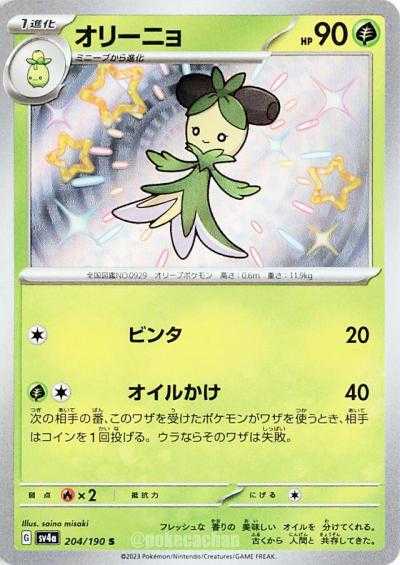 1進化
オリーニョ
HP 90
ミニーブから進化
全国図鑑NO.0929 オリーブポケモン 高さ：0.6m 重さ：11.9kg
ビンタ 20
オイルかけ 40
次の相手の番、このワザを受けたポケモンがワザを使うとき、相手
はコインを1回投げる。ウラならそのワザは失敗。
弱点 ×2 抵抗力 にげる
Illus. saino misaki
G sv4a 204/190 S
フレッシュな 香りの 美味しい オイルを 分けてくれる。
古くから 人間と 共存してきた。
@pokecachan
©2023 Pokémon/Nintendo/Creatures/GAME FREAK.